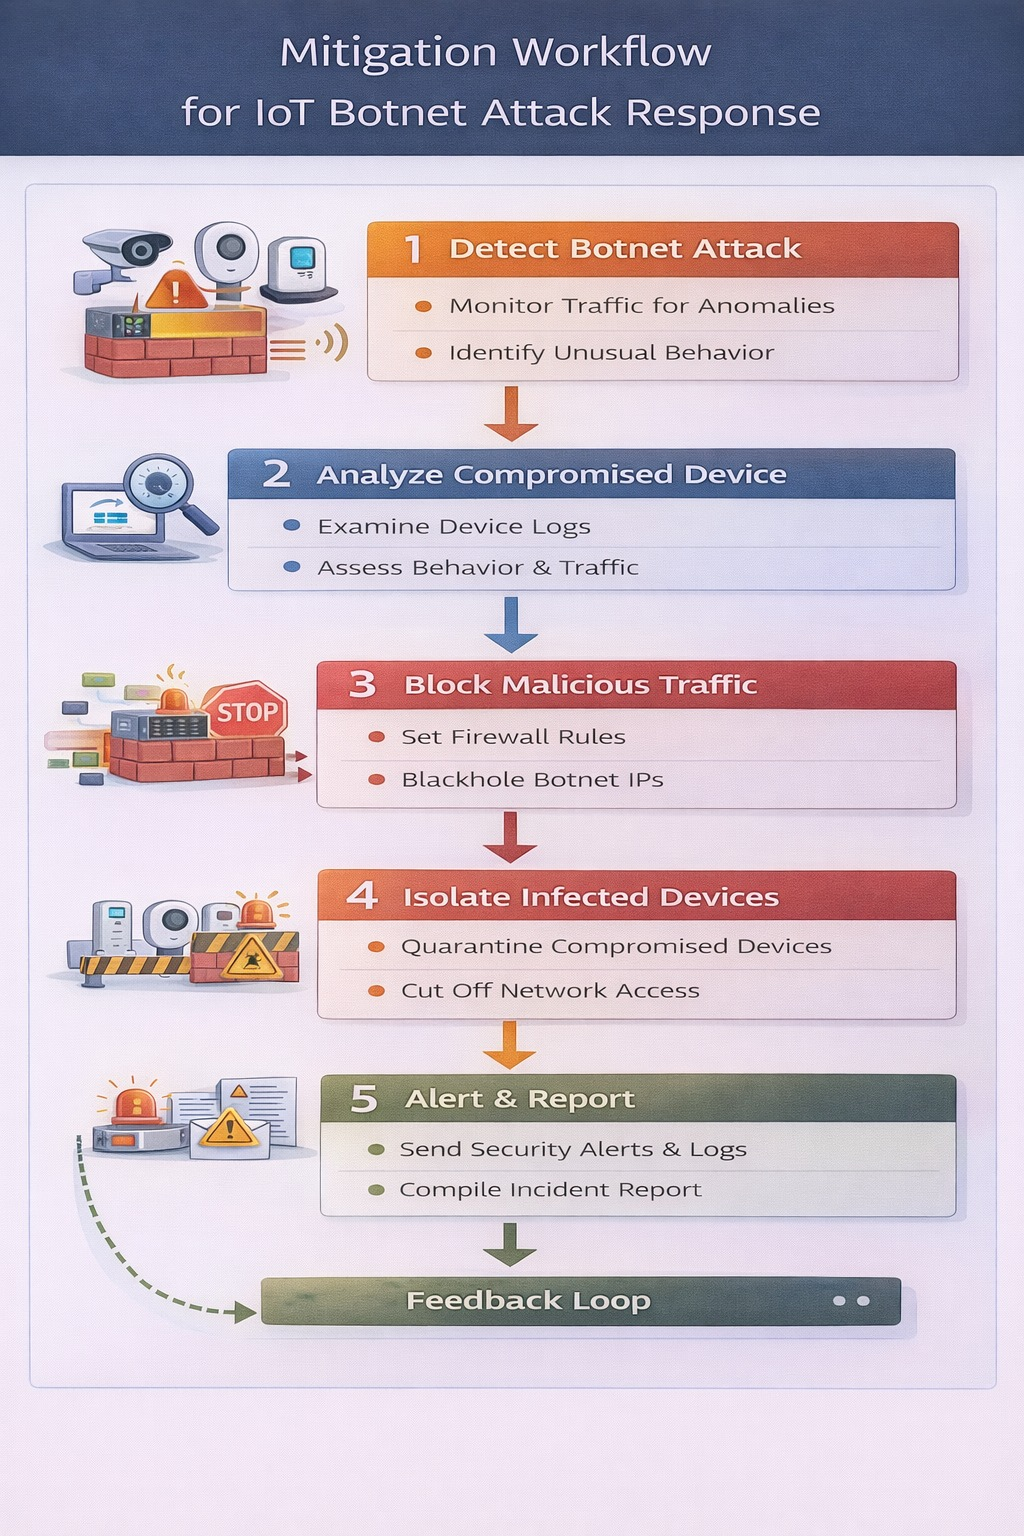 Mitigation Workflow
for IoT Botnet Attack Response
1 Detect Botnet Attack
Monitor Traffic for Anomalies
Identify Unusual Behavior
2 Analyze Compromised Device
Examine Device Logs
Assess Behavior & Traffic
3 Block Malicious Traffic
STOP
Set Firewall Rules
Blackhole Botnet IPs
4 Isolate Infected Devices
Quarantine Compromised Devices
Cut Off Network Access
5 Alert & Report
Send Security Alerts & Logs
Compile Incident Report
Feedback Loop